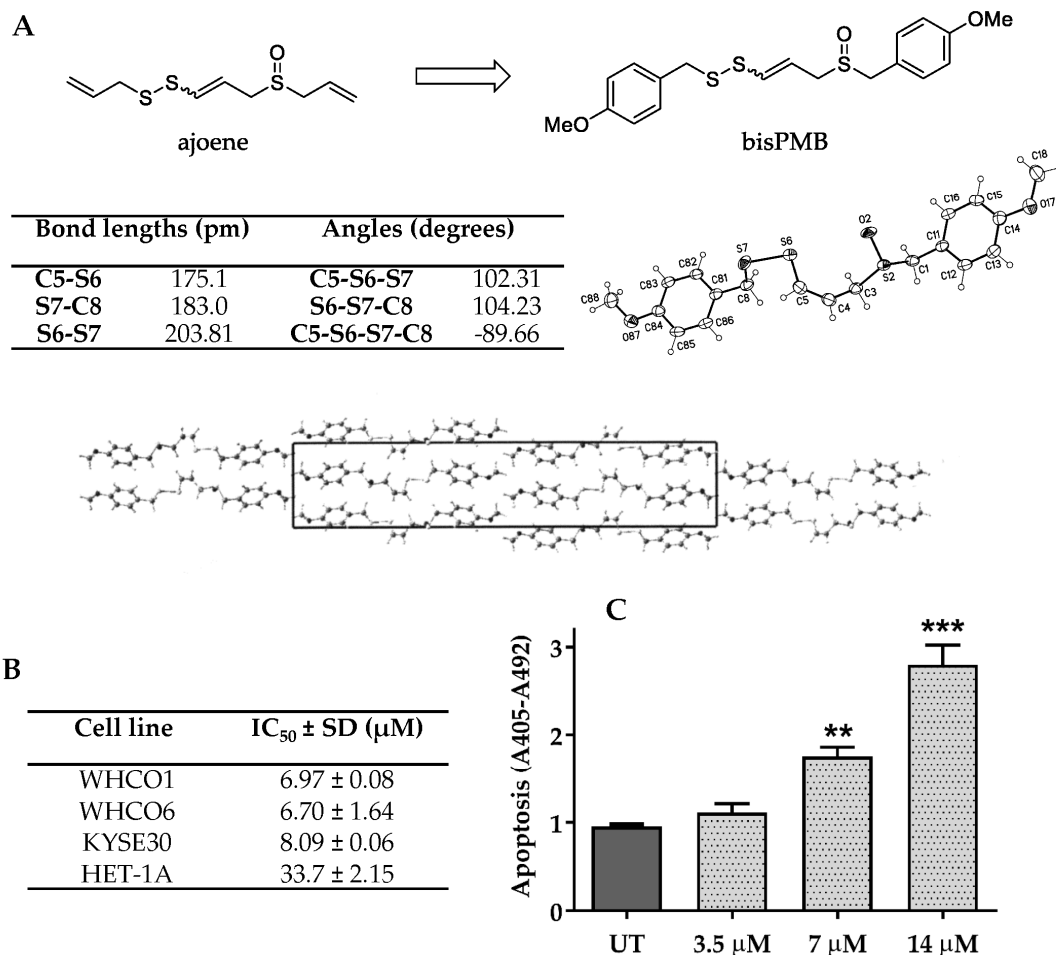 A
O
S
S
S
ajoene
OMe
O
S
S
S
MeO
bisPMB
Bond lengths (pm) Angles (degrees)
C5-S6 175.1 C5-S6-S7 102.31
S7-C8 183.0 S6-S7-C8 104.23
S6-S7 203.81 C5-S6-S7-C8 -89.66
C18
C15
C16
O17
C14
C11
O2
C13
C12
C1
S2
S6
S7
C3
C4
C5
C82
C81
C83
C8
C88
C84
C86
O87
C85
B
Cell line IC50 ± SD (µM)
WHCO1 6.97 ± 0.08
WHCO6 6.70 ± 1.64
KYSE30 8.09 ± 0.06
HET-1A 33.7 ± 2.15
C
Apoptosis (A405-A492)
3
2
1
0
**
***
UT 3.5 µM 7 µM 14 µM